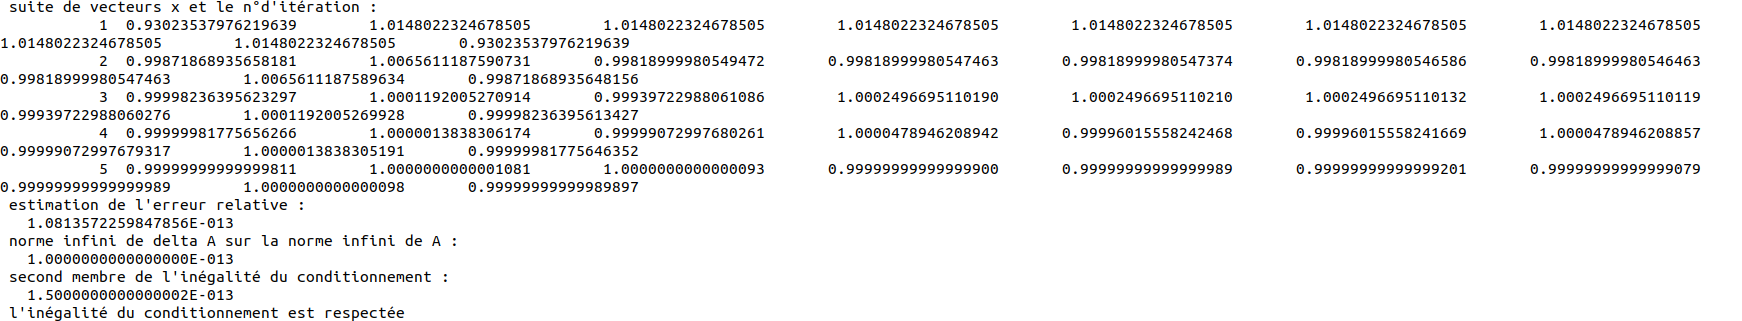 suite de vecteurs x et le n°d'itération :
1 0.93023537976219639 1.0148022324678505 1.0148022324678505 1.0148022324678505 1.0148022324678505 1.0148022324678505 1.0148022324678505
1.0148022324678505 1.0148022324678505 0.93023537976219639
2 0.99871868935658181 1.0065611187590731 0.99818999980549472 0.99818999980547463 0.99818999980547374 0.99818999980546586 0.99818999980546463
0.99818999980547463 1.0065611187589634 0.99871868935648156
3 0.99998236395623297 1.0001192005270914 0.99939722988061086 1.0002496695110190 1.0002496695110210 1.0002496695110132 1.0002496695110119
0.99939722988060276 1.0001192005269928 0.99998236395613427
4 0.99999981775656266 1.0000013838306174 0.99999072997680261 1.0000478946208942 0.99996015558242468 0.99996015558241669 1.0000478946208857
0.99999072997679317 1.0000013838305191 0.99999981775646352
5 0.99999999999999811 1.0000000000001081 1.0000000000000093 0.99999999999999900 0.99999999999999989 0.99999999999999201 0.99999999999999079
0.99999999999999989 1.0000000000000098 0.99999999999989897
estimation de l'erreur relative :
1.0813572259847856E-013
norme infini de delta A sur la norme infini de A :
1.0000000000000000E-013
second membre de l'inégalité du conditionnement :
1.5000000000000002E-013
l'inégalité du conditionnement est respectée